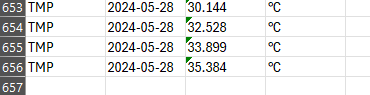 653 TMP 2024-05-28 30.144 °C
654 TMP 2024-05-28 32.528 °C
655 TMP 2024-05-28 33.899 °C
656 TMP 2024-05-28 35.384 °C
657